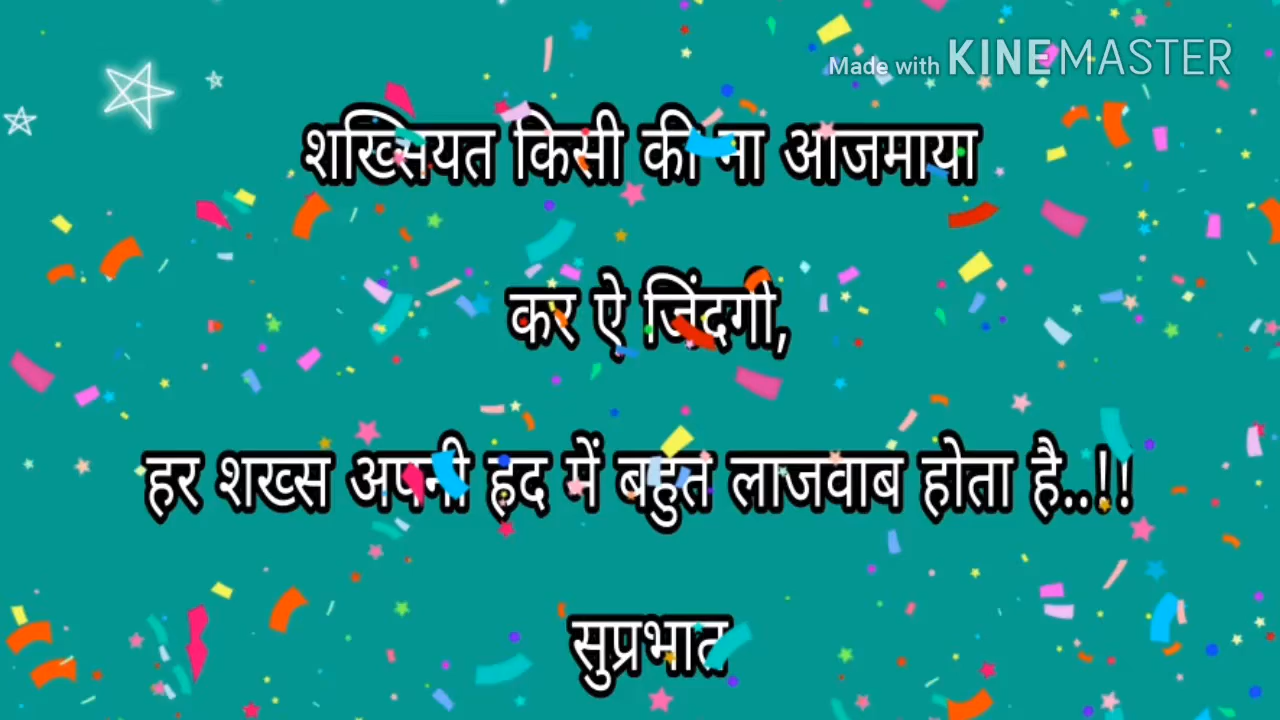 Made with KINEMASTER
शख्सियत किसी की ना आजमाया
कर ऐ जिंदगी,
हर शख्स अपनी हद में बहुत लाजवाब होता है..!!
सुप्रभात